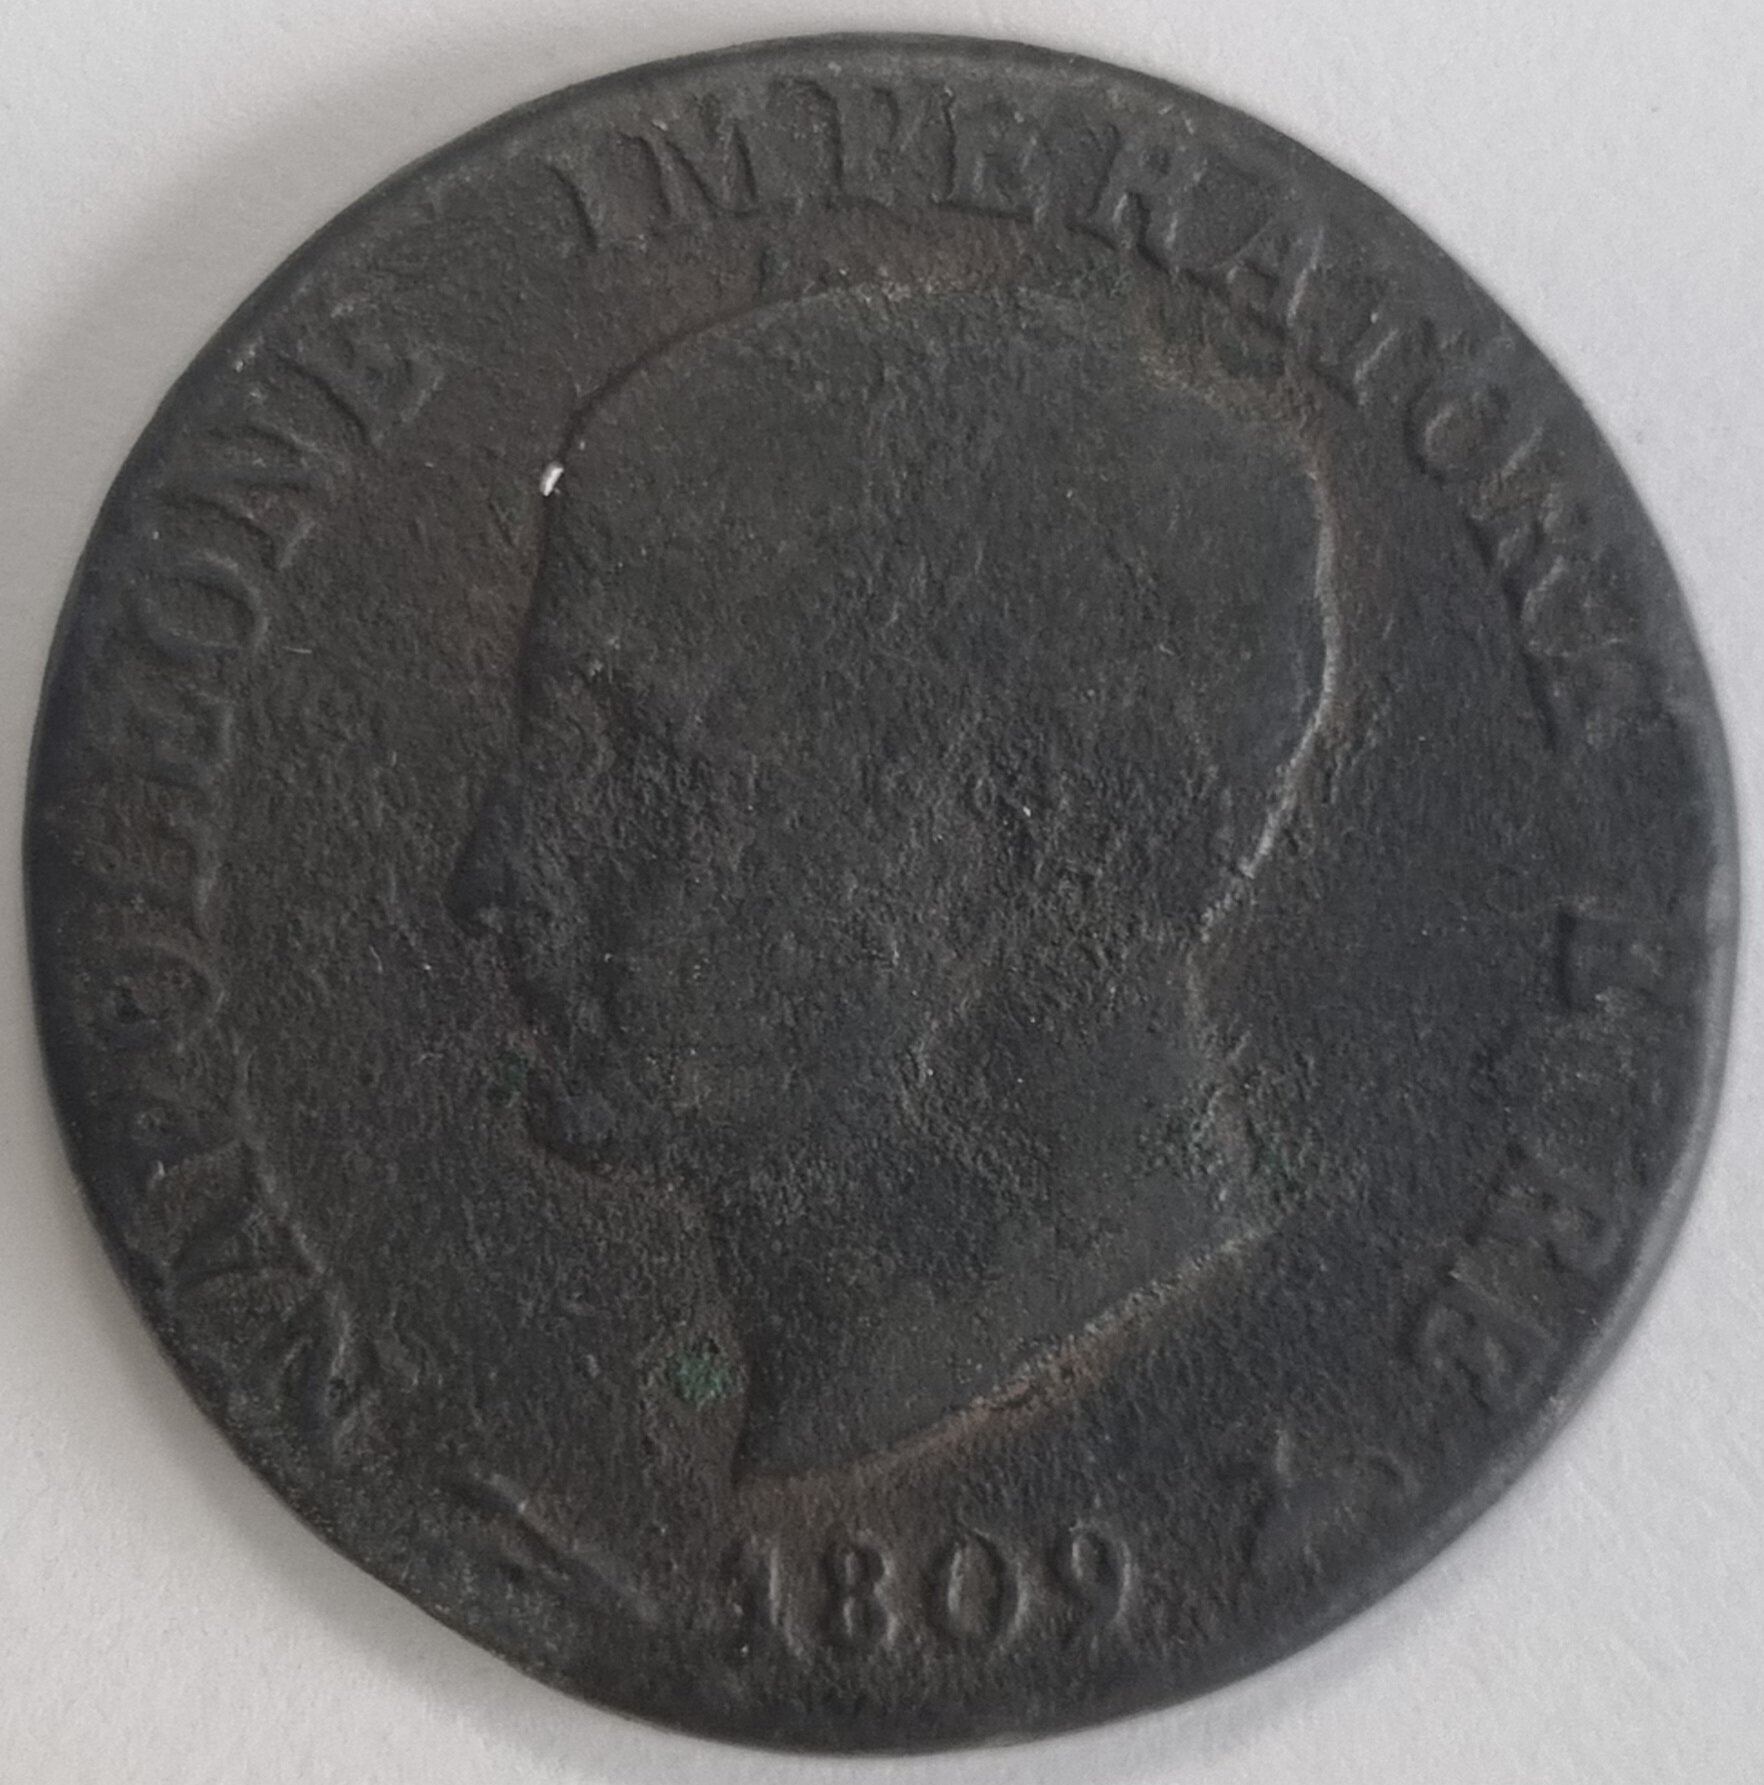 NAPOLEONE IMPERATORE E RE
1809